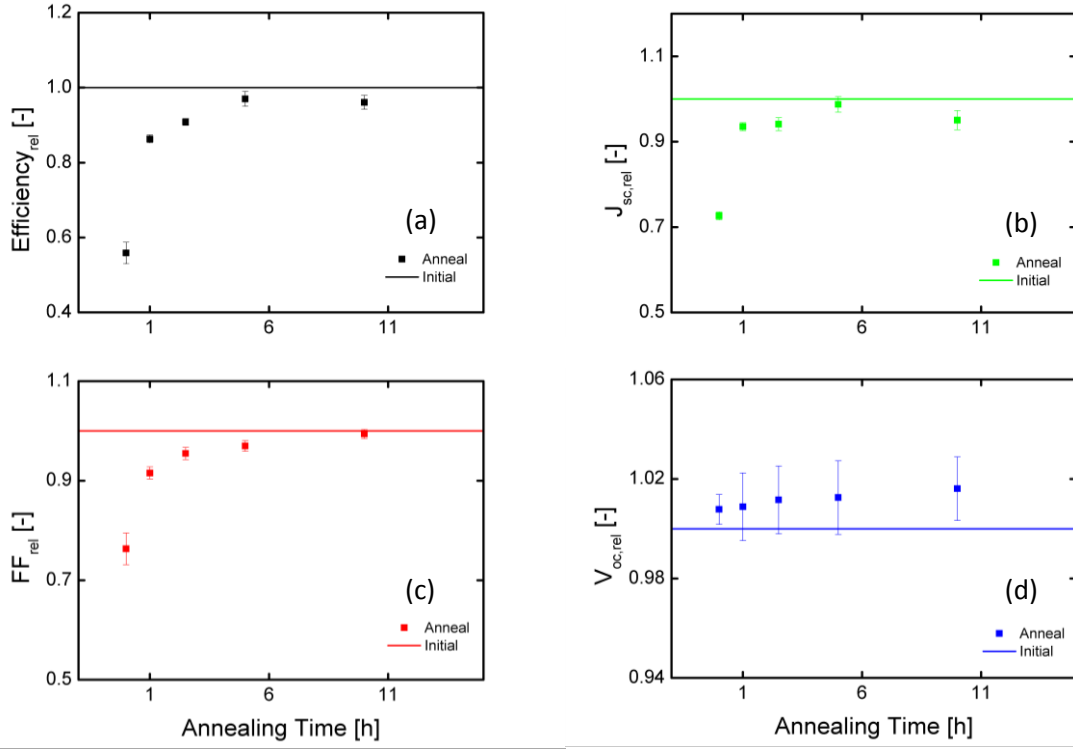 1.2
1.0
0.8
0.6
0.4
Efficiency_rel [-]
(a)
Anneal
Initial
1
6
11
1.1
0.9
0.7
0.5
J_sc,rel [-]
(b)
Anneal
Initial
1
6
11
1.1
0.9
0.7
0.5
FF_rel [-]
(c)
Anneal
Initial
1
6
11
Annealing Time [h]
1.06
1.02
0.98
0.94
V_oc,rel [-]
(d)
Anneal
Initial
1
6
11
Annealing Time [h]